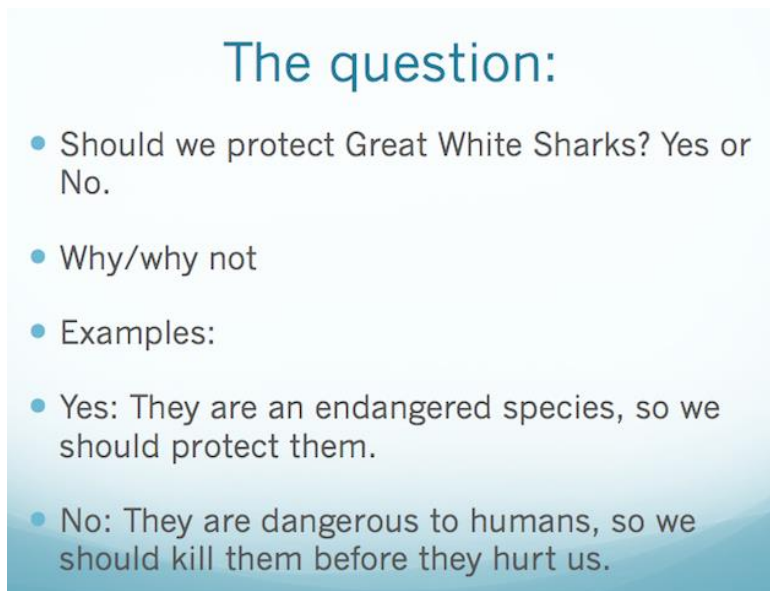 The question:
• Should we protect Great White Sharks? Yes or
No.
• Why/why not
• Examples:
• Yes: They are an endangered species, so we
should protect them.
• No: They are dangerous to humans, so we
should kill them before they hurt us.